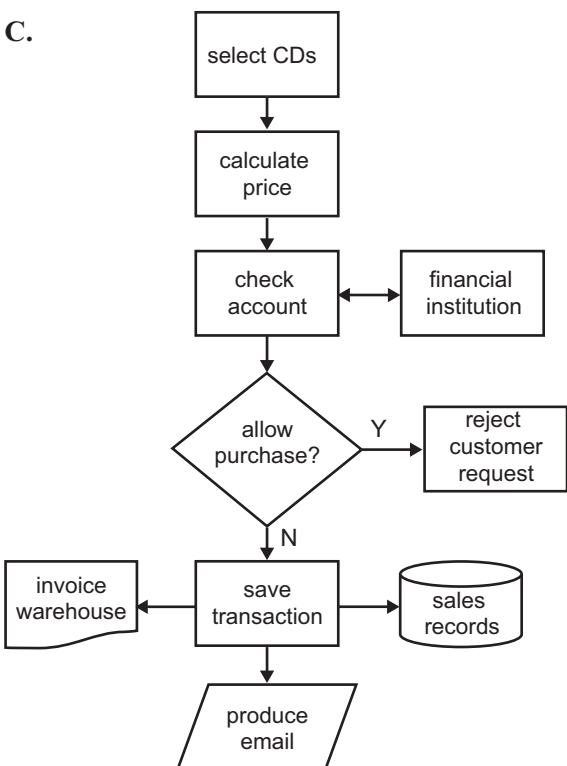 C.
select CDs
calculate
price
check
account
financial
institution
allow
purchase?
Y
reject
customer
request
N
invoice
warehouse
save
transaction
sales
records
produce
email